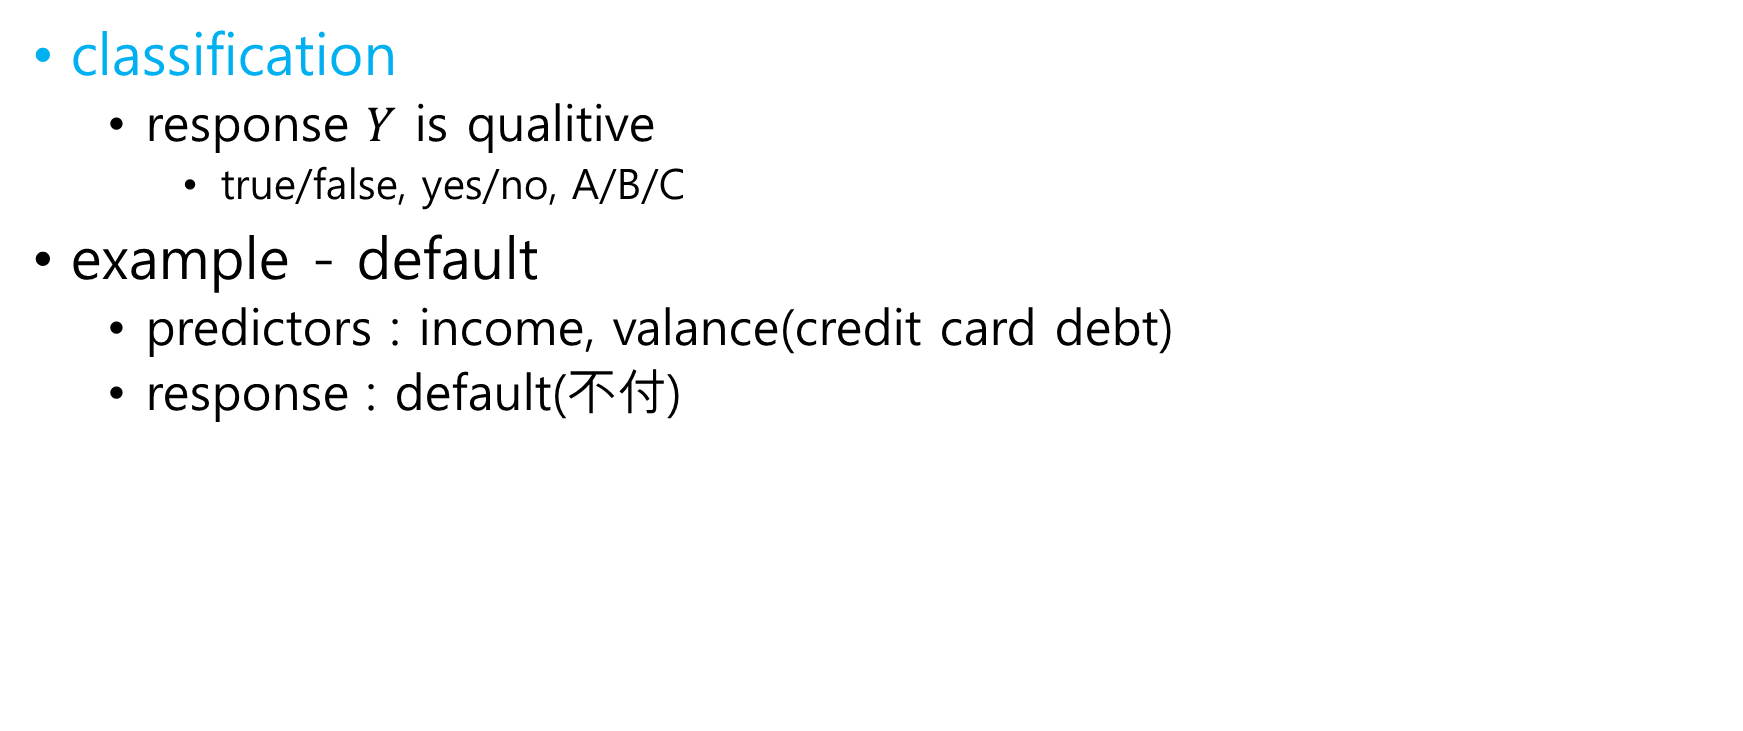 • classification
• response Y is qualitive
• true/false, yes/no, A/B/C
• example - default
• predictors : income, valance(credit card debt)
• response : default(不付)